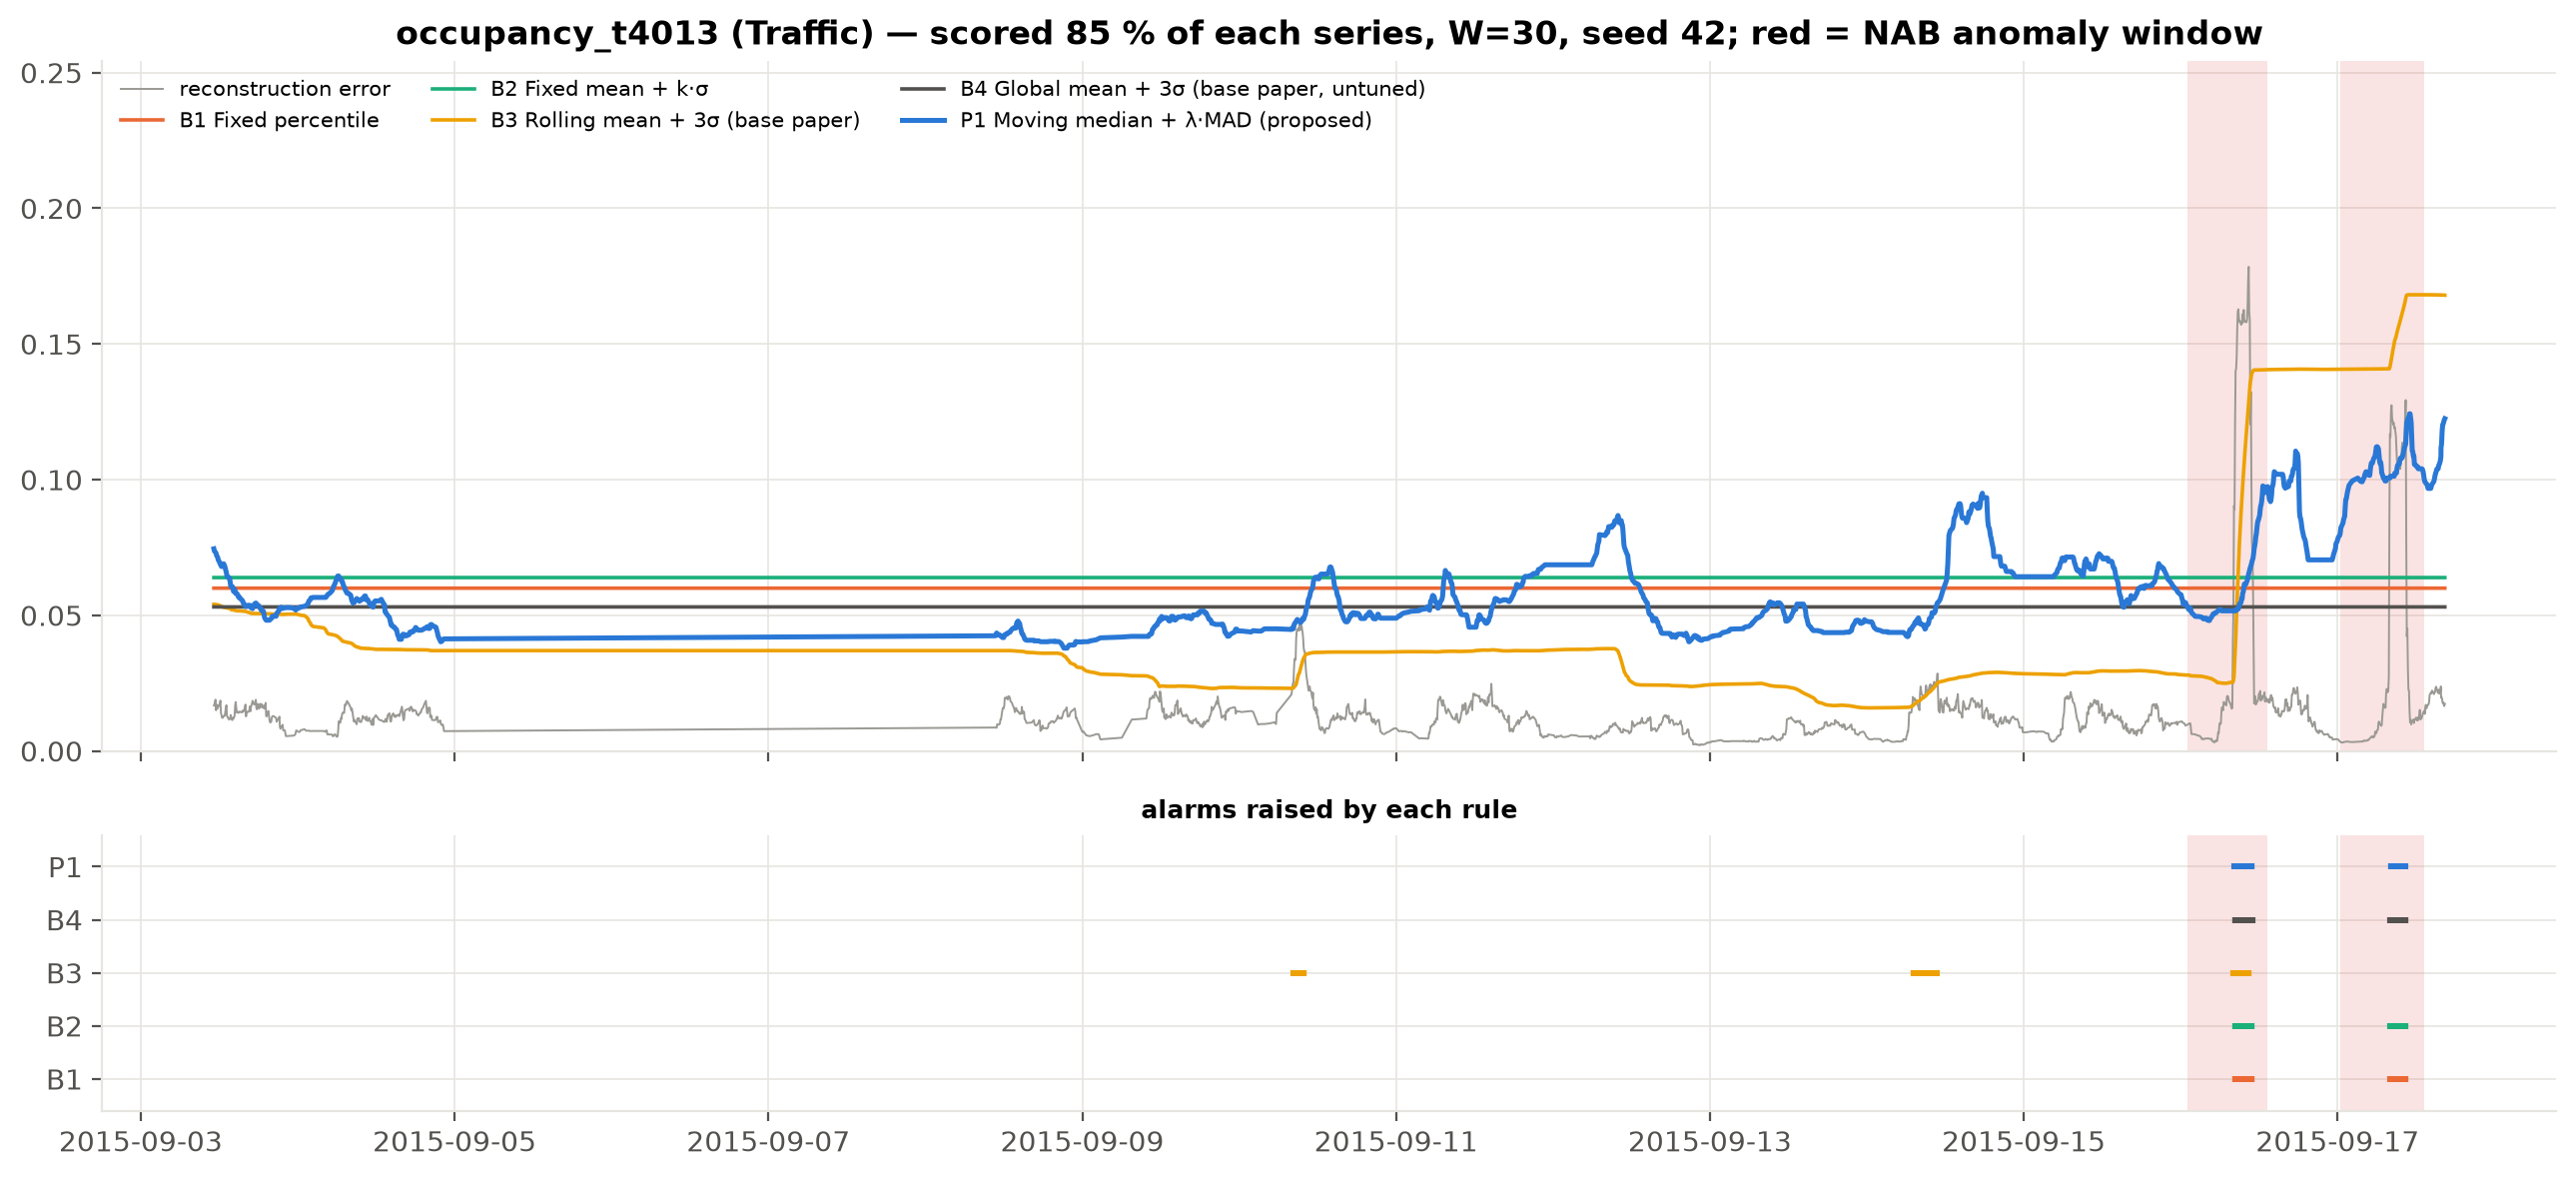 occupancy_t4013 (Traffic) — scored 85 % of each series, W=30, seed 42; red = NAB anomaly window
0.25
reconstruction error
B2 Fixed mean + k·σ
B4 Global mean + 3σ (base paper, untuned)
B1 Fixed percentile
B3 Rolling mean + 3σ (base paper)
P1 Moving median + λ·MAD (proposed)
0.20
0.15
0.10
0.05
0.00
alarms raised by each rule
P1
B4
B3
B2
B1
2015-09-03 2015-09-05 2015-09-07 2015-09-09 2015-09-11 2015-09-13 2015-09-15 2015-09-17